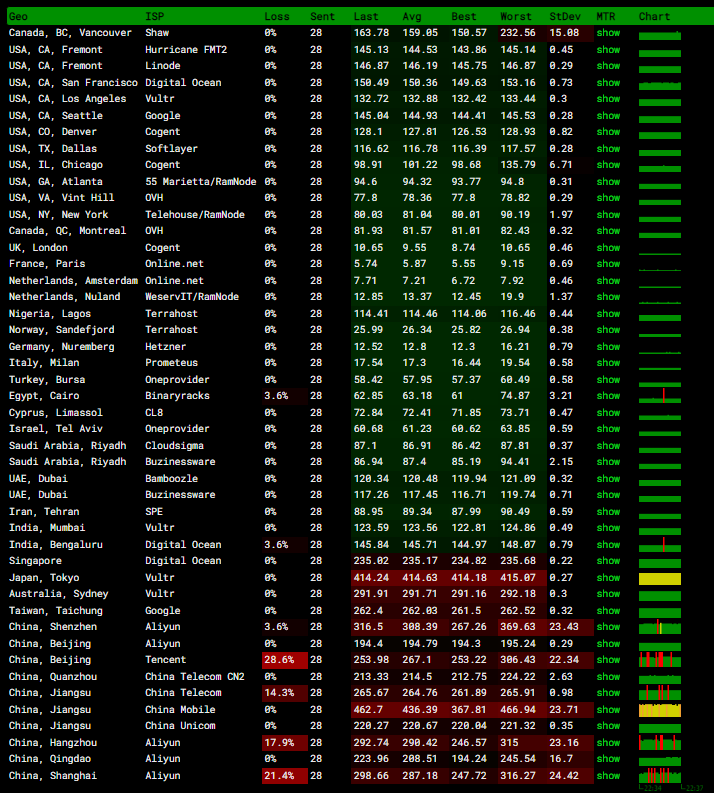 Geo ISP Loss Sent Last Avg Best Worst StDev MTR Chart
Canada, BC, Vancouver Shaw 0% 28 163.78 159.05 150.57 232.56 15.08 show
USA, CA, Fremont Hurricane FMT2 0% 28 145.13 144.53 143.86 145.14 0.45 show
USA, CA, Fremont Linode 0% 28 146.87 146.19 145.75 146.87 0.29 show
USA, CA, San Francisco Digital Ocean 0% 28 150.49 150.36 149.63 153.16 0.73 show
USA, CA, Los Angeles Vultr 0% 28 132.72 132.88 132.42 133.44 0.3 show
USA, CA, Seattle Google 0% 28 145.04 144.93 144.41 145.53 0.28 show
USA, CO, Denver Cogent 0% 28 128.1 127.81 126.53 128.93 0.82 show
USA, TX, Dallas Softlayer 0% 28 116.62 116.78 116.39 117.57 0.28 show
USA, IL, Chicago Cogent 0% 28 98.91 101.22 98.68 135.79 6.71 show
USA, GA, Atlanta 55 Marietta/RamNode 0% 28 94.6 94.32 93.77 94.8 0.31 show
USA, VA, Vint Hill OVH 0% 28 77.8 78.36 77.8 78.82 0.29 show
USA, NY, New York Telehouse/RamNode 0% 28 80.03 81.04 80.01 90.19 1.97 show
Canada, QC, Montreal OVH 0% 28 81.93 81.57 81.01 82.43 0.32 show
UK, London Cogent 0% 28 10.65 9.55 8.74 10.65 0.46 show
France, Paris Online.net 0% 28 5.74 5.87 5.55 9.15 0.69 show
Netherlands, Amsterdam Online.net 0% 28 7.71 7.21 6.72 7.92 0.46 show
Netherlands, Nuland WeservIT/RamNode 0% 28 12.85 13.37 12.45 19.9 1.37 show
Nigeria, Lagos Terrahost 0% 28 114.41 114.46 114.06 116.46 0.44 show
Norway, Sandefjord Terrahost 0% 28 25.99 26.34 25.82 26.94 0.38 show
Germany, Nuremberg Hetzner 0% 28 12.52 12.8 12.3 16.21 0.79 show
Italy, Milan Prometeus 0% 28 17.54 17.3 16.44 19.54 0.58 show
Turkey, Bursa Oneprovider 0% 28 58.42 57.95 57.37 60.49 0.58 show
Egypt, Cairo Binaryracks 3.6% 28 62.85 63.18 61 74.87 3.21 show
Cyprus, Limassol CL8 0% 28 72.84 72.41 71.85 73.71 0.47 show
Israel, Tel Aviv Oneprovider 0% 28 60.68 61.23 60.62 63.85 0.59 show
Saudi Arabia, Riyadh Cloudsigma 0% 28 87.1 86.91 86.42 87.81 0.37 show
Saudi Arabia, Riyadh Buzinessware 0% 28 86.94 87.4 85.19 94.41 2.15 show
UAE, Dubai Bamboozle 0% 28 120.34 120.48 119.94 121.09 0.32 show
UAE, Dubai Buzinessware 0% 28 117.26 117.45 116.71 119.74 0.71 show
Iran, Tehran SPE 0% 28 88.95 89.34 87.99 90.49 0.59 show
India, Mumbai Vultr 0% 28 123.59 123.56 122.81 124.86 0.49 show
India, Bengaluru Digital Ocean 3.6% 28 145.84 145.71 144.97 148.07 0.79 show
Singapore Digital Ocean 0% 28 235.02 235.17 234.82 235.68 0.22 show
Japan, Tokyo Vultr 0% 28 414.24 414.63 414.18 415.07 0.27 show
Australia, Sydney Vultr 0% 28 291.91 291.71 291.16 292.18 0.3 show
Taiwan, Taichung Google 0% 28 262.4 262.03 261.5 262.52 0.32 show
China, Shenzhen Aliyun 3.6% 28 316.5 308.39 267.26 369.63 23.43 show
China, Beijing Aliyun 0% 28 194.4 194.79 194.3 195.24 0.29 show
China, Beijing Tencent 28.6% 28 253.98 267.1 253.22 306.43 22.34 show
China, Quanzhou China Telecom CN2 0% 28 213.33 214.5 212.75 224.22 2.63 show
China, Jiangsu China Telecom 14.3% 28 265.67 264.76 261.89 265.91 0.98 show
China, Jiangsu China Mobile 0% 28 462.7 436.39 367.81 466.94 23.71 show
China, Jiangsu China Unicom 0% 28 220.27 220.67 220.04 221.32 0.35 show
China, Hangzhou Aliyun 17.9% 28 292.74 290.42 246.57 315 23.16 show
China, Qingdao Aliyun 0% 28 223.96 208.51 194.24 245.54 16.7 show
China, Shanghai Aliyun 21.4% 28 298.66 287.18 247.72 316.27 24.42 show
22:34 22:37